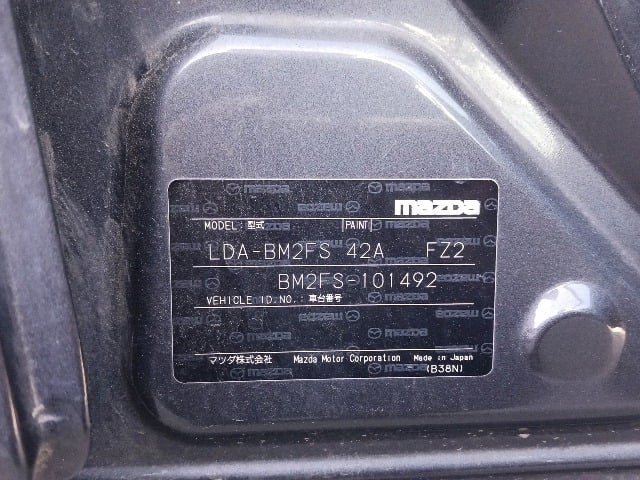 mazda
MODEL:型式 PAINT
LDA-BM2FS 42A FZ2
BM2FS-101492
VEHICLE ID.NO.:車台番号
マツダ株式会社 Mazda Motor Corporation Made in Japan
(B38N)